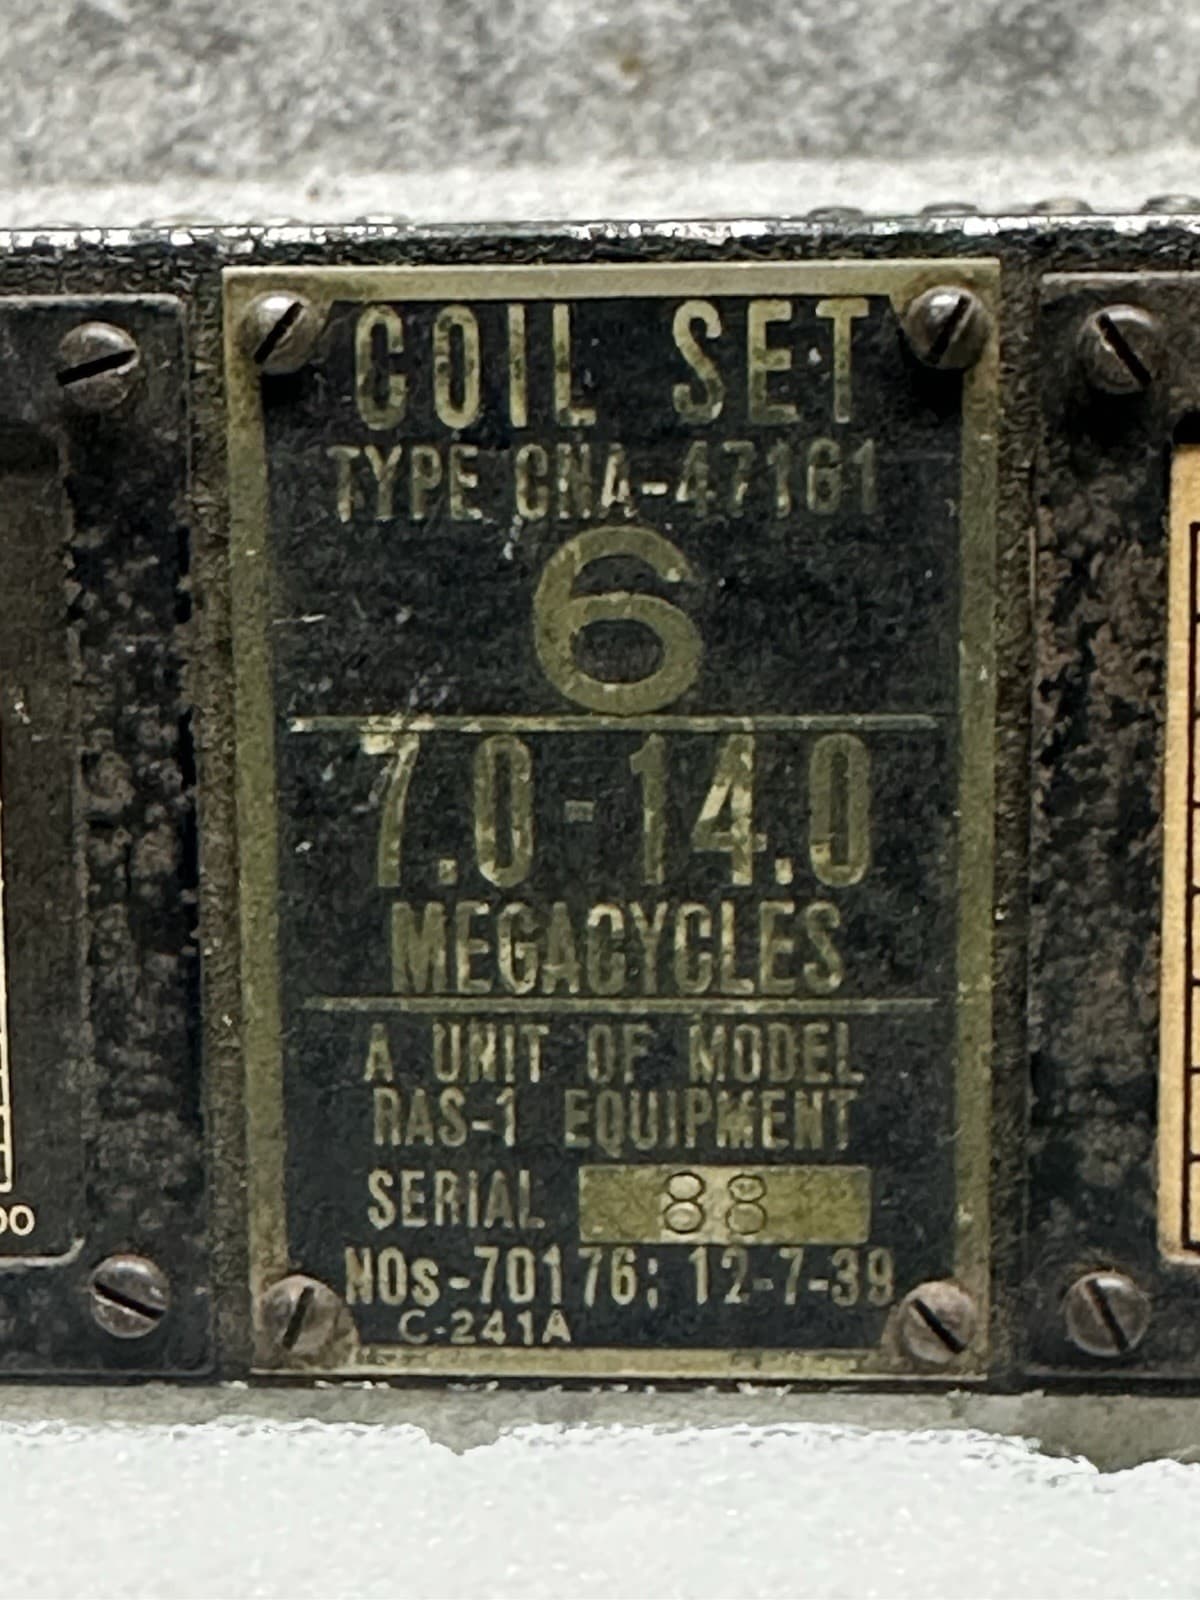 COIL SET
TYPE CNA-47161
6
7.0-14.0
MEGACYCLES
A UNIT OF MODEL
RAS-1 EQUIPMENT
SERIAL 88
NOs-70176; 12-7-39
C-241A
00